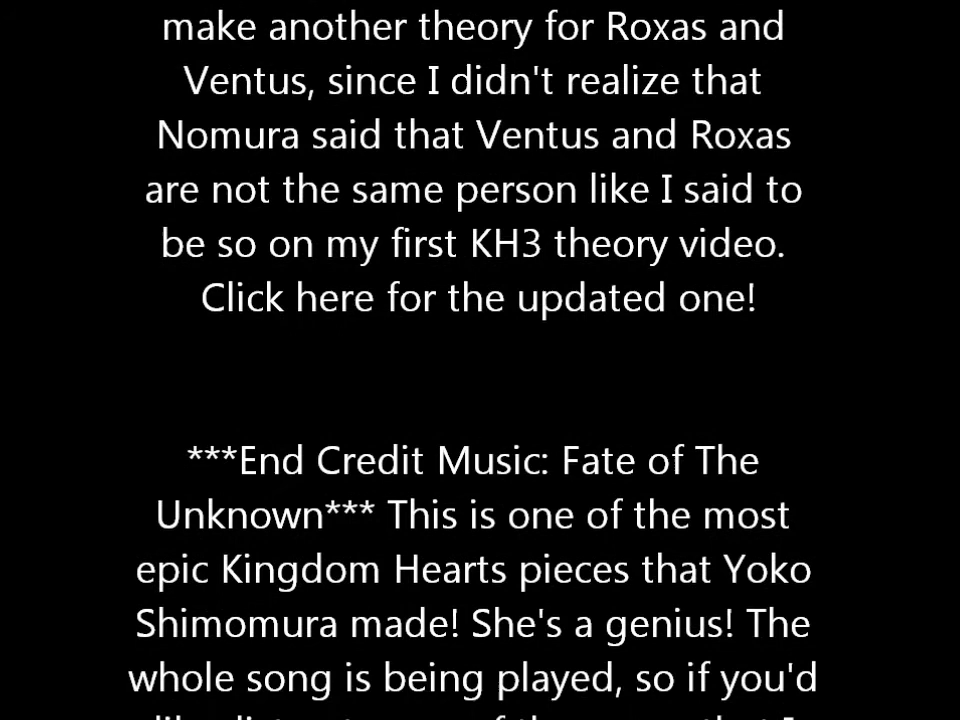 make another theory for Roxas and
Ventus, since I didn't realize that
Nomura said that Ventus and Roxas
are not the same person like I said to
be so on my first KH3 theory video.
Click here for the updated one!
***End Credit Music: Fate of The
Unknown*** This is one of the most
epic Kingdom Hearts pieces that Yoko
Shimomura made! She's a genius! The
whole song is being played, so if you'd